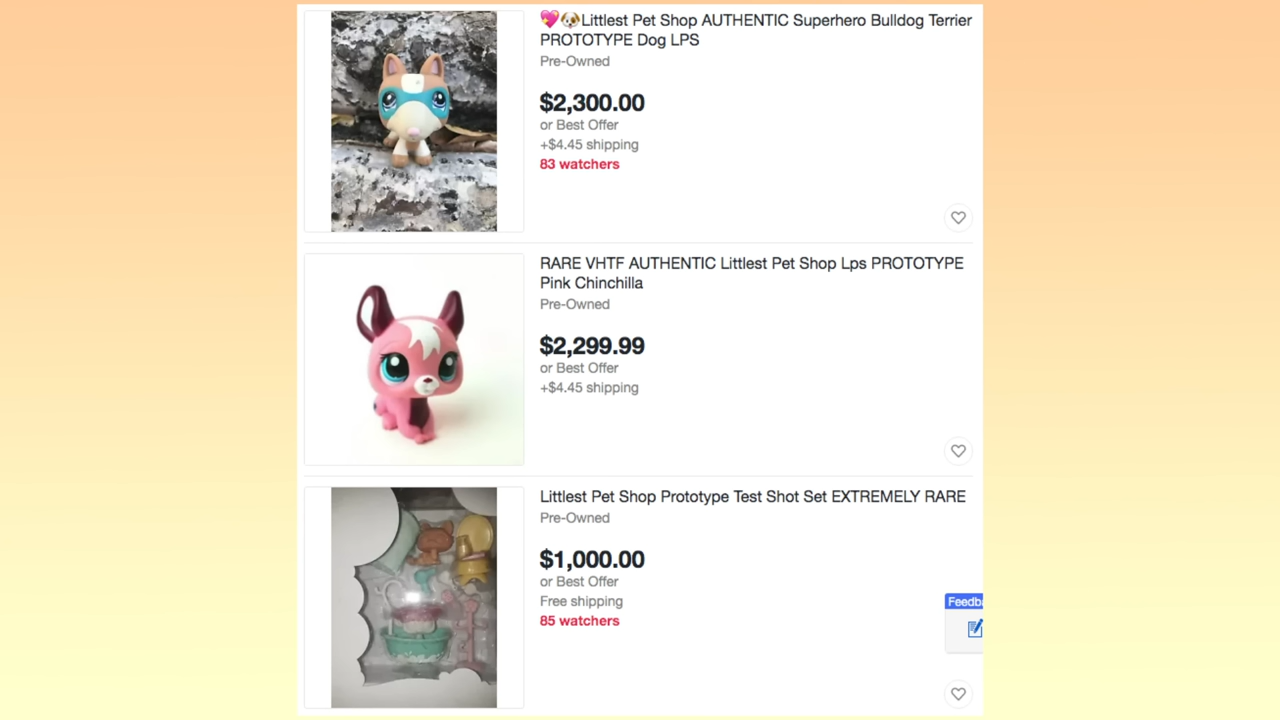 💖🐶Littlest Pet Shop AUTHENTIC Superhero Bulldog Terrier
PROTOTYPE Dog LPS
Pre-Owned
$2,300.00
or Best Offer
+$4.45 shipping
83 watchers
RARE VHTF AUTHENTIC Littlest Pet Shop Lps PROTOTYPE
Pink Chinchilla
Pre-Owned
$2,299.99
or Best Offer
+$4.45 shipping
Littlest Pet Shop Prototype Test Shot Set EXTREMELY RARE
Pre-Owned
$1,000.00
or Best Offer
Free shipping
85 watchers
Feedba